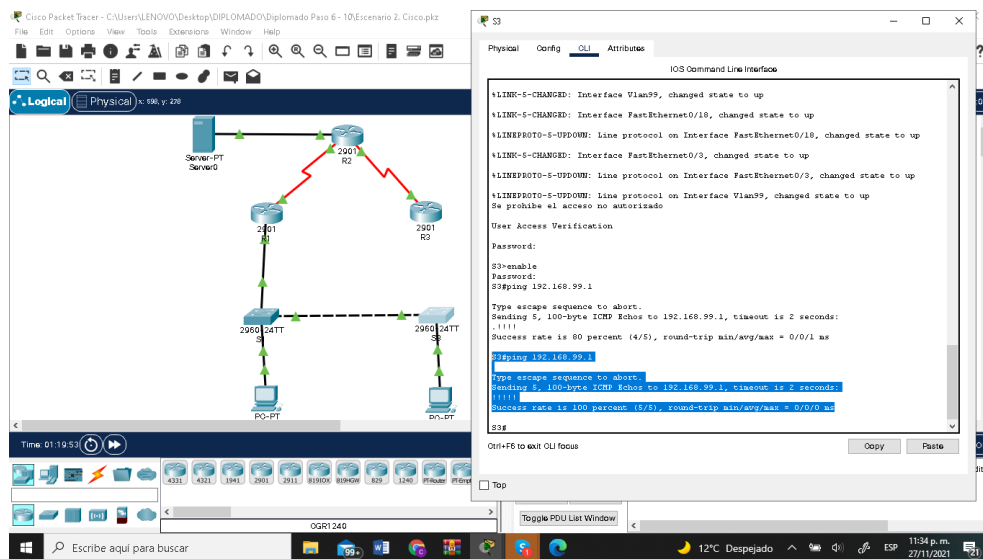 Cisco Packet Tracer - C:\Users\LENOVO\Desktop\DIPLOMADO\Diplomado Paso 6 - 10\Escenario 2. Cisco.pkz
File Edit Options View Tools Extensions Window Help
Logical Physical x: 598, y: 278
Server-PT
Server0
2901
R2
2901
R1
2901
R3
2960-24TT
2960-24TT
S3
PC-PT
PC-PT
Time: 01:19:53
4331 4321 1941 2901 2911 819IOX 819HGW 829 1240 PT-Router PT-Empt
OGR1240
S3
Physical Config CLI Attributes
IOS Command Line Interface
%LINK-5-CHANGED: Interface Vlan99, changed state to up
%LINK-5-CHANGED: Interface FastEthernet0/18, changed state to up
%LINEPROTO-5-UPDOWN: Line protocol on Interface FastEthernet0/18, changed state to up
%LINK-5-CHANGED: Interface FastEthernet0/3, changed state to up
%LINEPROTO-5-UPDOWN: Line protocol on Interface FastEthernet0/3, changed state to up
%LINEPROTO-5-UPDOWN: Line protocol on Interface Vlan99, changed state to up
Se prohibe el acceso no autorizado
User Access Verification
Password:
S3>enable
Password:
S3#ping 192.168.99.1
Type escape sequence to abort.
Sending 5, 100-byte ICMP Echos to 192.168.99.1, timeout is 2 seconds:
.!!!!
Success rate is 80 percent (4/5), round-trip min/avg/max = 0/0/1 ms
S3#ping 192.168.99.1
Type escape sequence to abort.
Sending 5, 100-byte ICMP Echos to 192.168.99.1, timeout is 2 seconds:
!!!!!
Success rate is 100 percent (5/5), round-trip min/avg/max = 0/0/0 ms
S3#
Ctrl+F6 to exit CLI focus
Copy Paste
Top
Toggle PDU List Window
Escribe aquí para buscar
99+
12°C Despejado
ESP
11:34 p. m.
27/11/2021
21